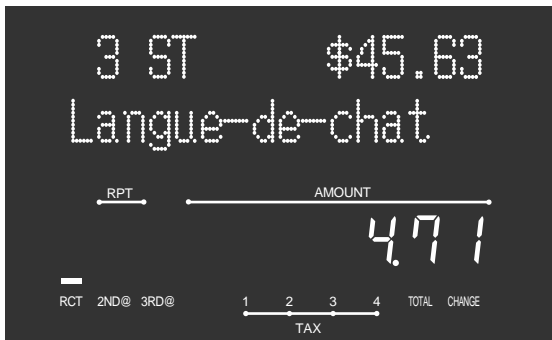 3 ST $45.63
Langue-de-chat
RPT AMOUNT
4.71
RCT 2ND@ 3RD@ 1 2 3 4 TOTAL CHANGE
TAX